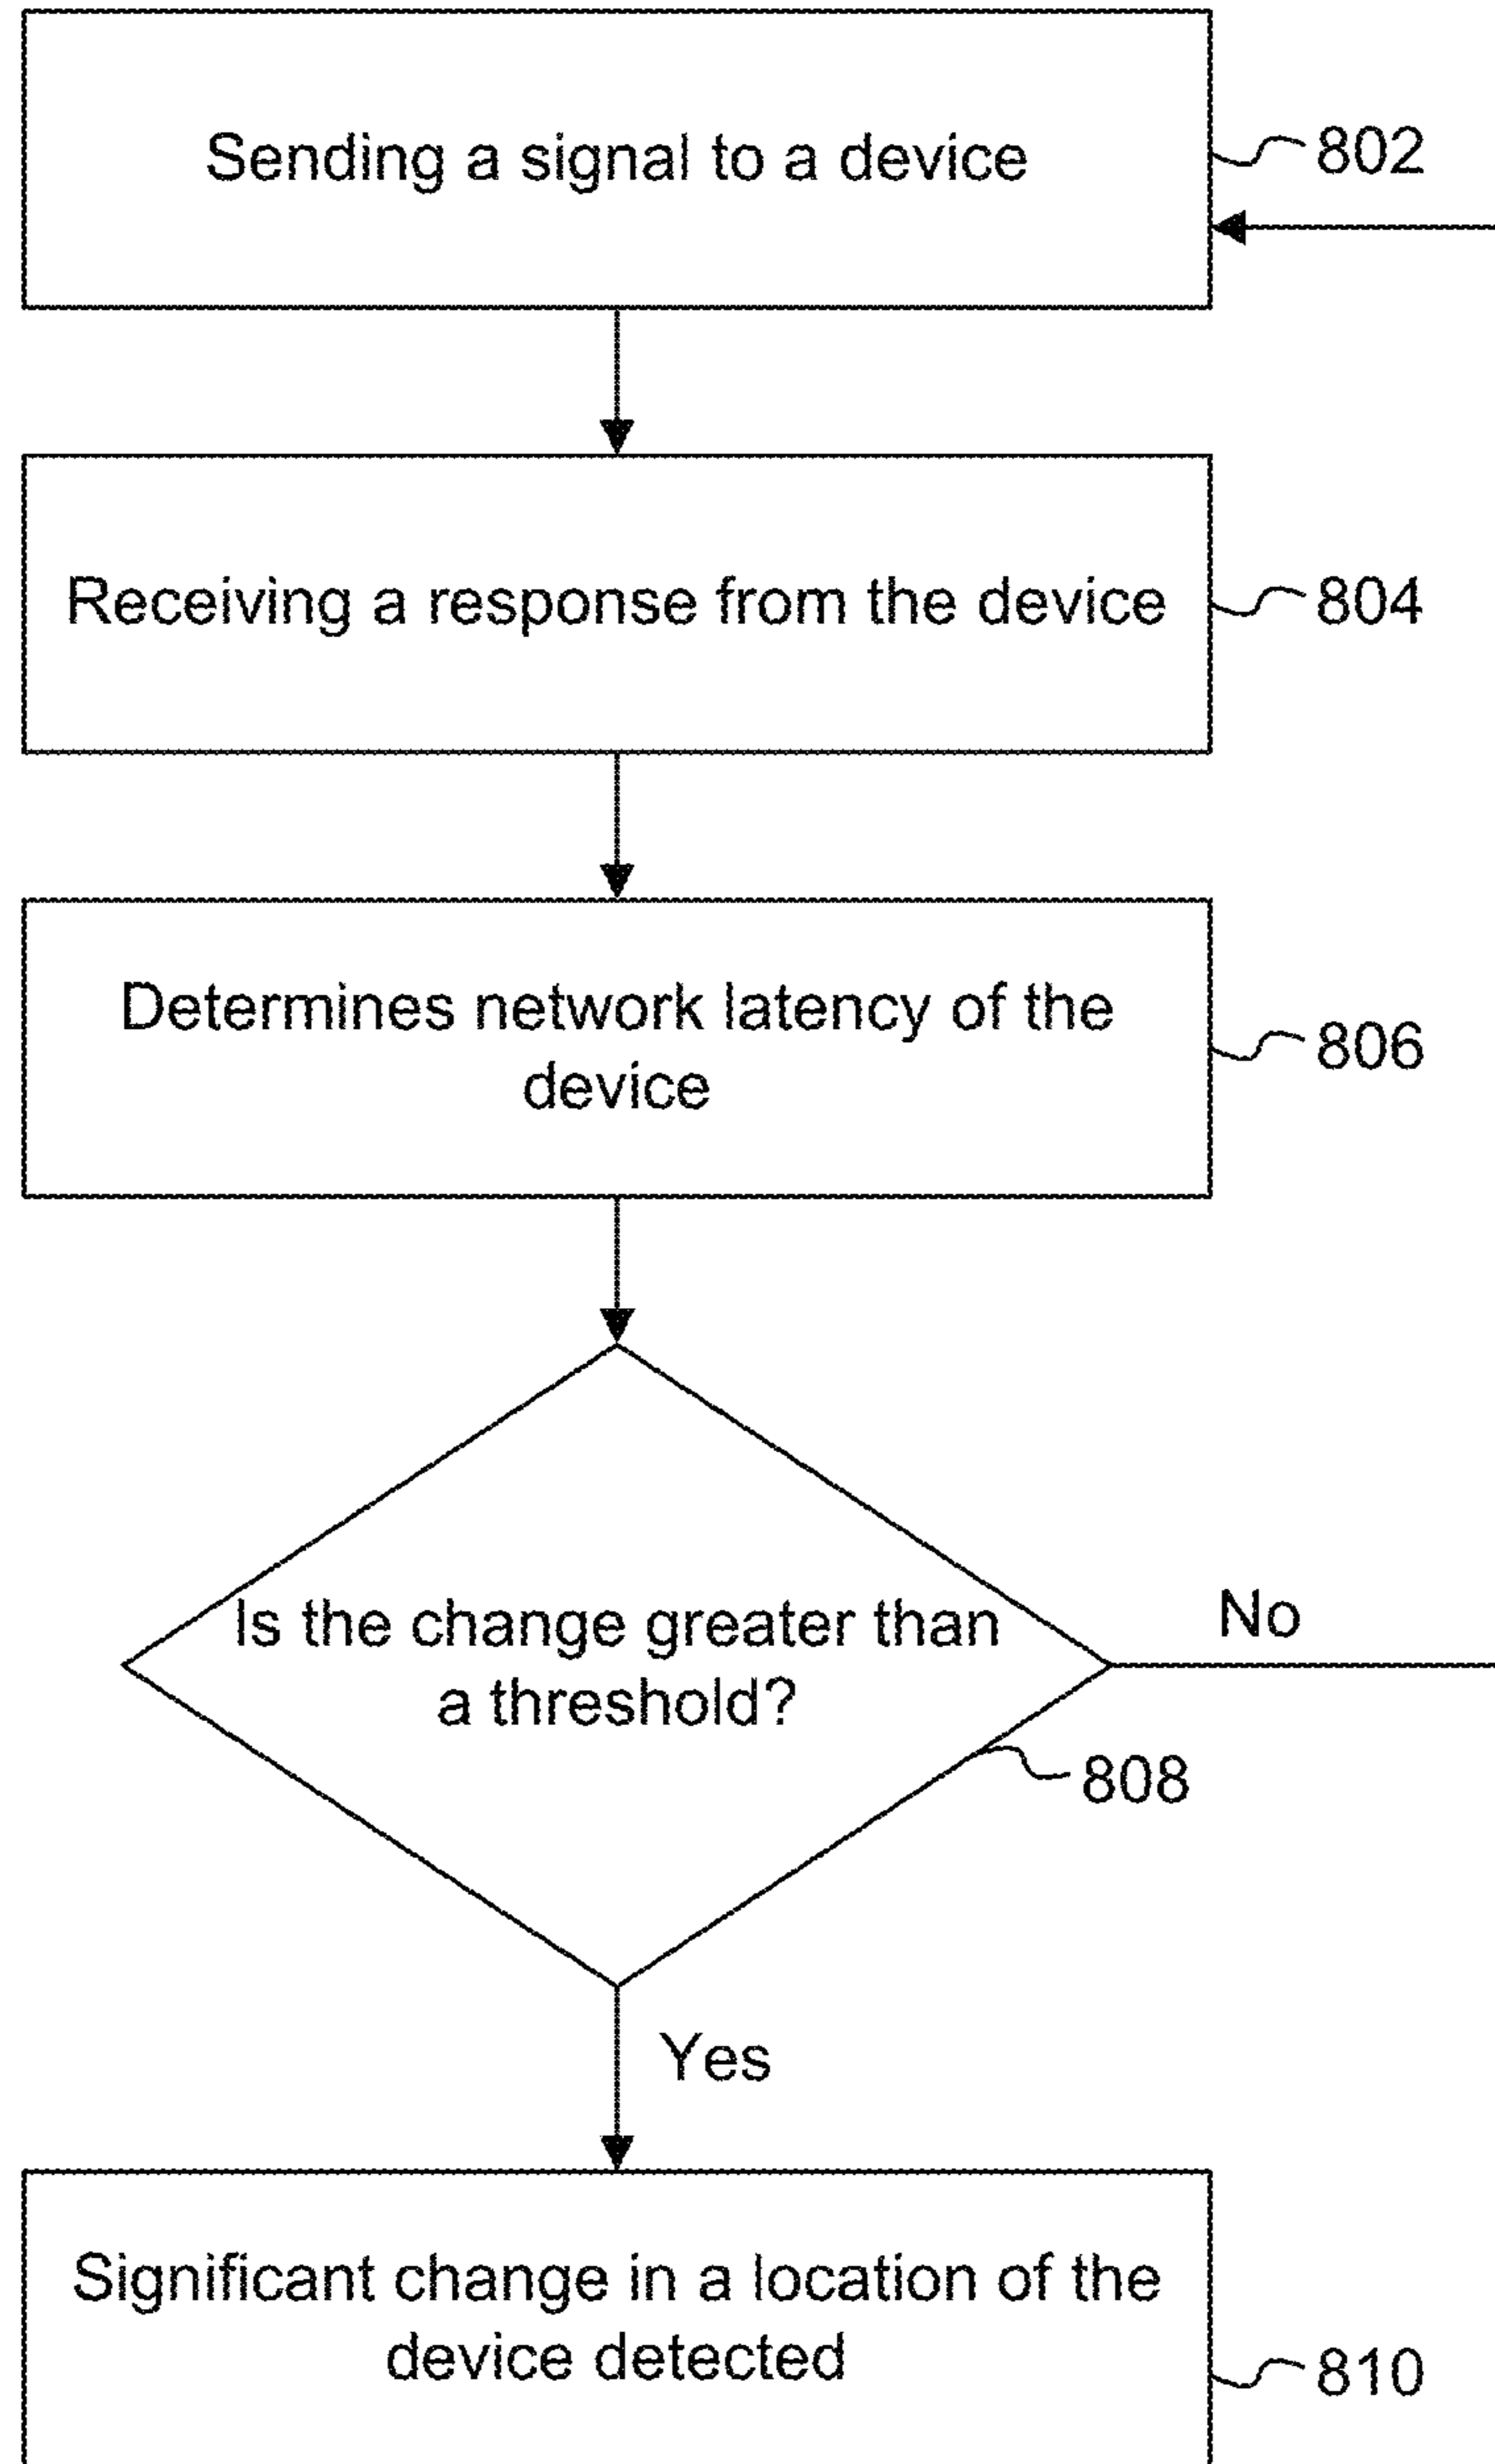 Sending a signal to a device
802
Receiving a response from the device
804
Determines network latency of the
device
806
Is the change greater than
a threshold?
No
808
Yes
Significant change in a location of the
device detected
810